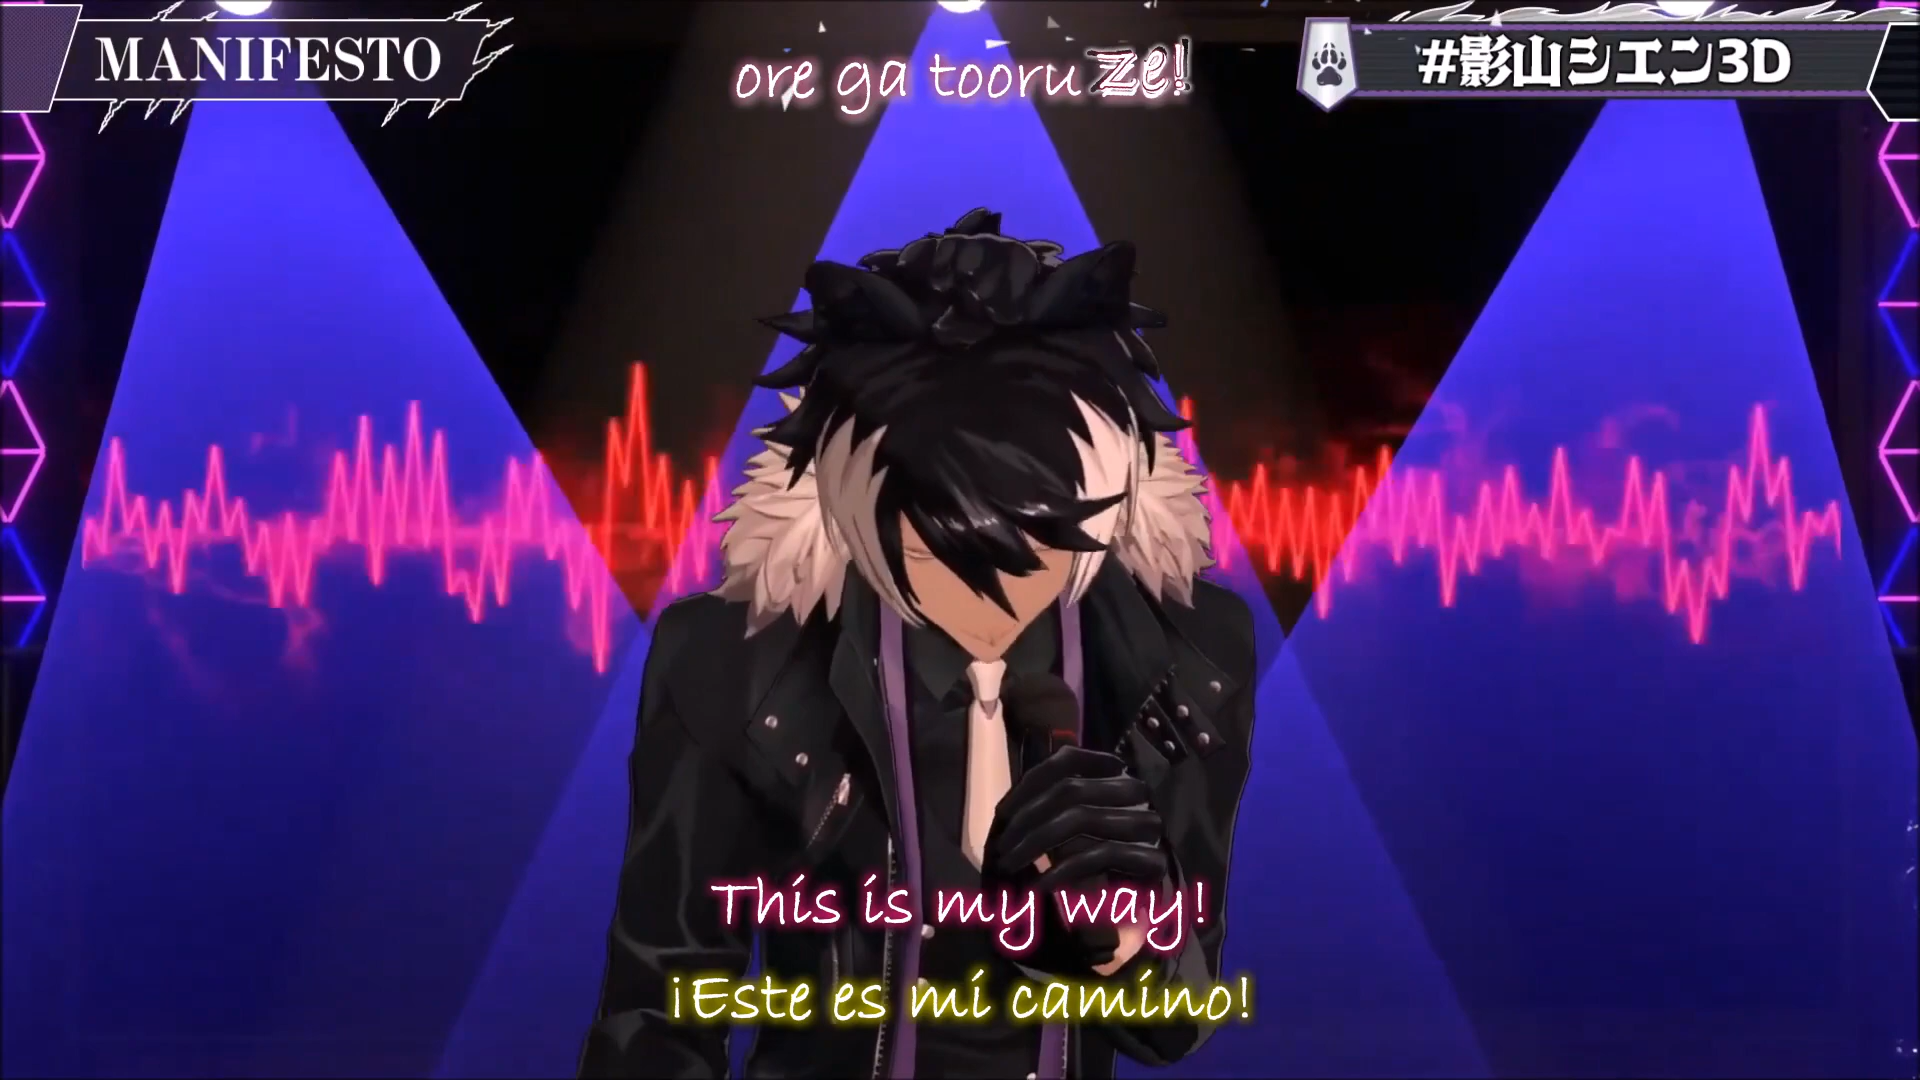 MANIFESTO
ore ga tooru ze!
#影山シエン3D
This is my way!
¡Este es mi camino!